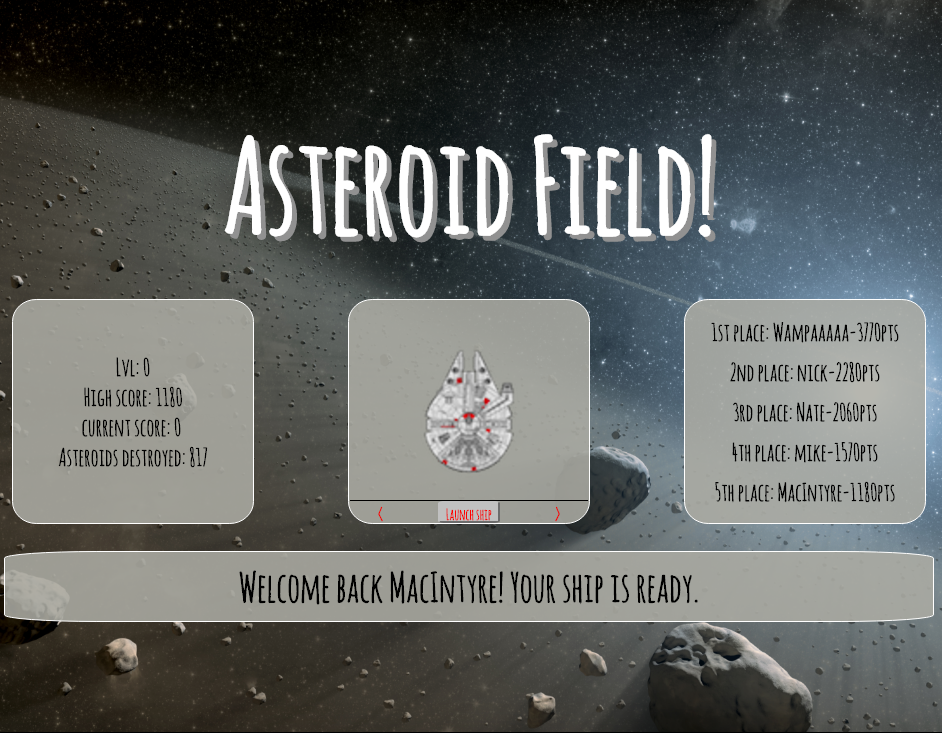 Asteroid Field!
Lvl: 0
High score: 1180
current score: 0
Asteroids destroyed: 817
〈 Launch ship 〉
1st place: Wampaaaaa-3770pts
2nd place: nick-2280pts
3rd place: Nate-2060pts
4th place: mike-1570pts
5th place: MacIntyre-1180pts
Welcome back MacIntyre! Your ship is ready.